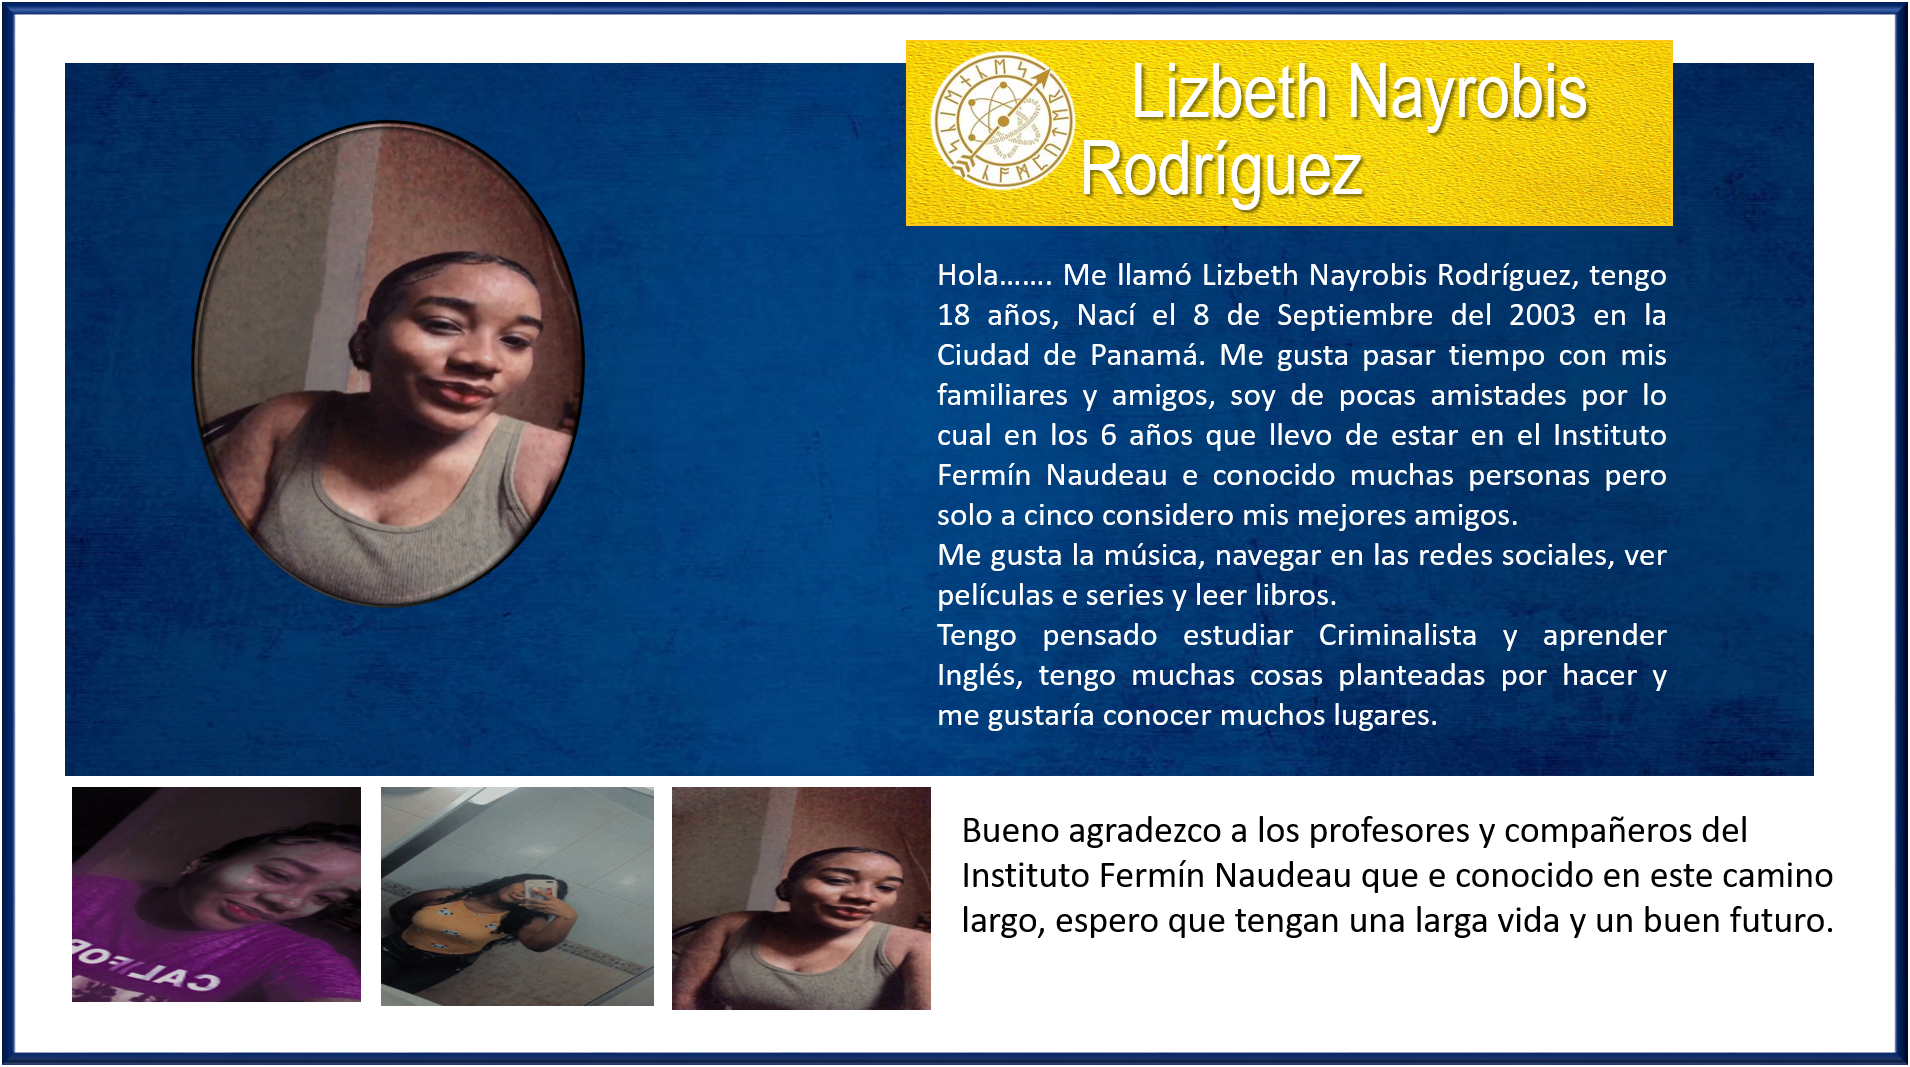 Lizbeth Nayrobis
Rodríguez
Hola……. Me llamó Lizbeth Nayrobis Rodríguez, tengo
18 años, Nací el 8 de Septiembre del 2003 en la
Ciudad de Panamá. Me gusta pasar tiempo con mis
familiares y amigos, soy de pocas amistades por lo
cual en los 6 años que llevo de estar en el Instituto
Fermín Naudeau e conocido muchas personas pero
solo a cinco considero mis mejores amigos.
Me gusta la música, navegar en las redes sociales, ver
películas e series y leer libros.
Tengo pensado estudiar Criminalista y aprender
Inglés, tengo muchas cosas planteadas por hacer y
me gustaría conocer muchos lugares.
Bueno agradezco a los profesores y compañeros del
Instituto Fermín Naudeau que e conocido en este camino
largo, espero que tengan una larga vida y un buen futuro.